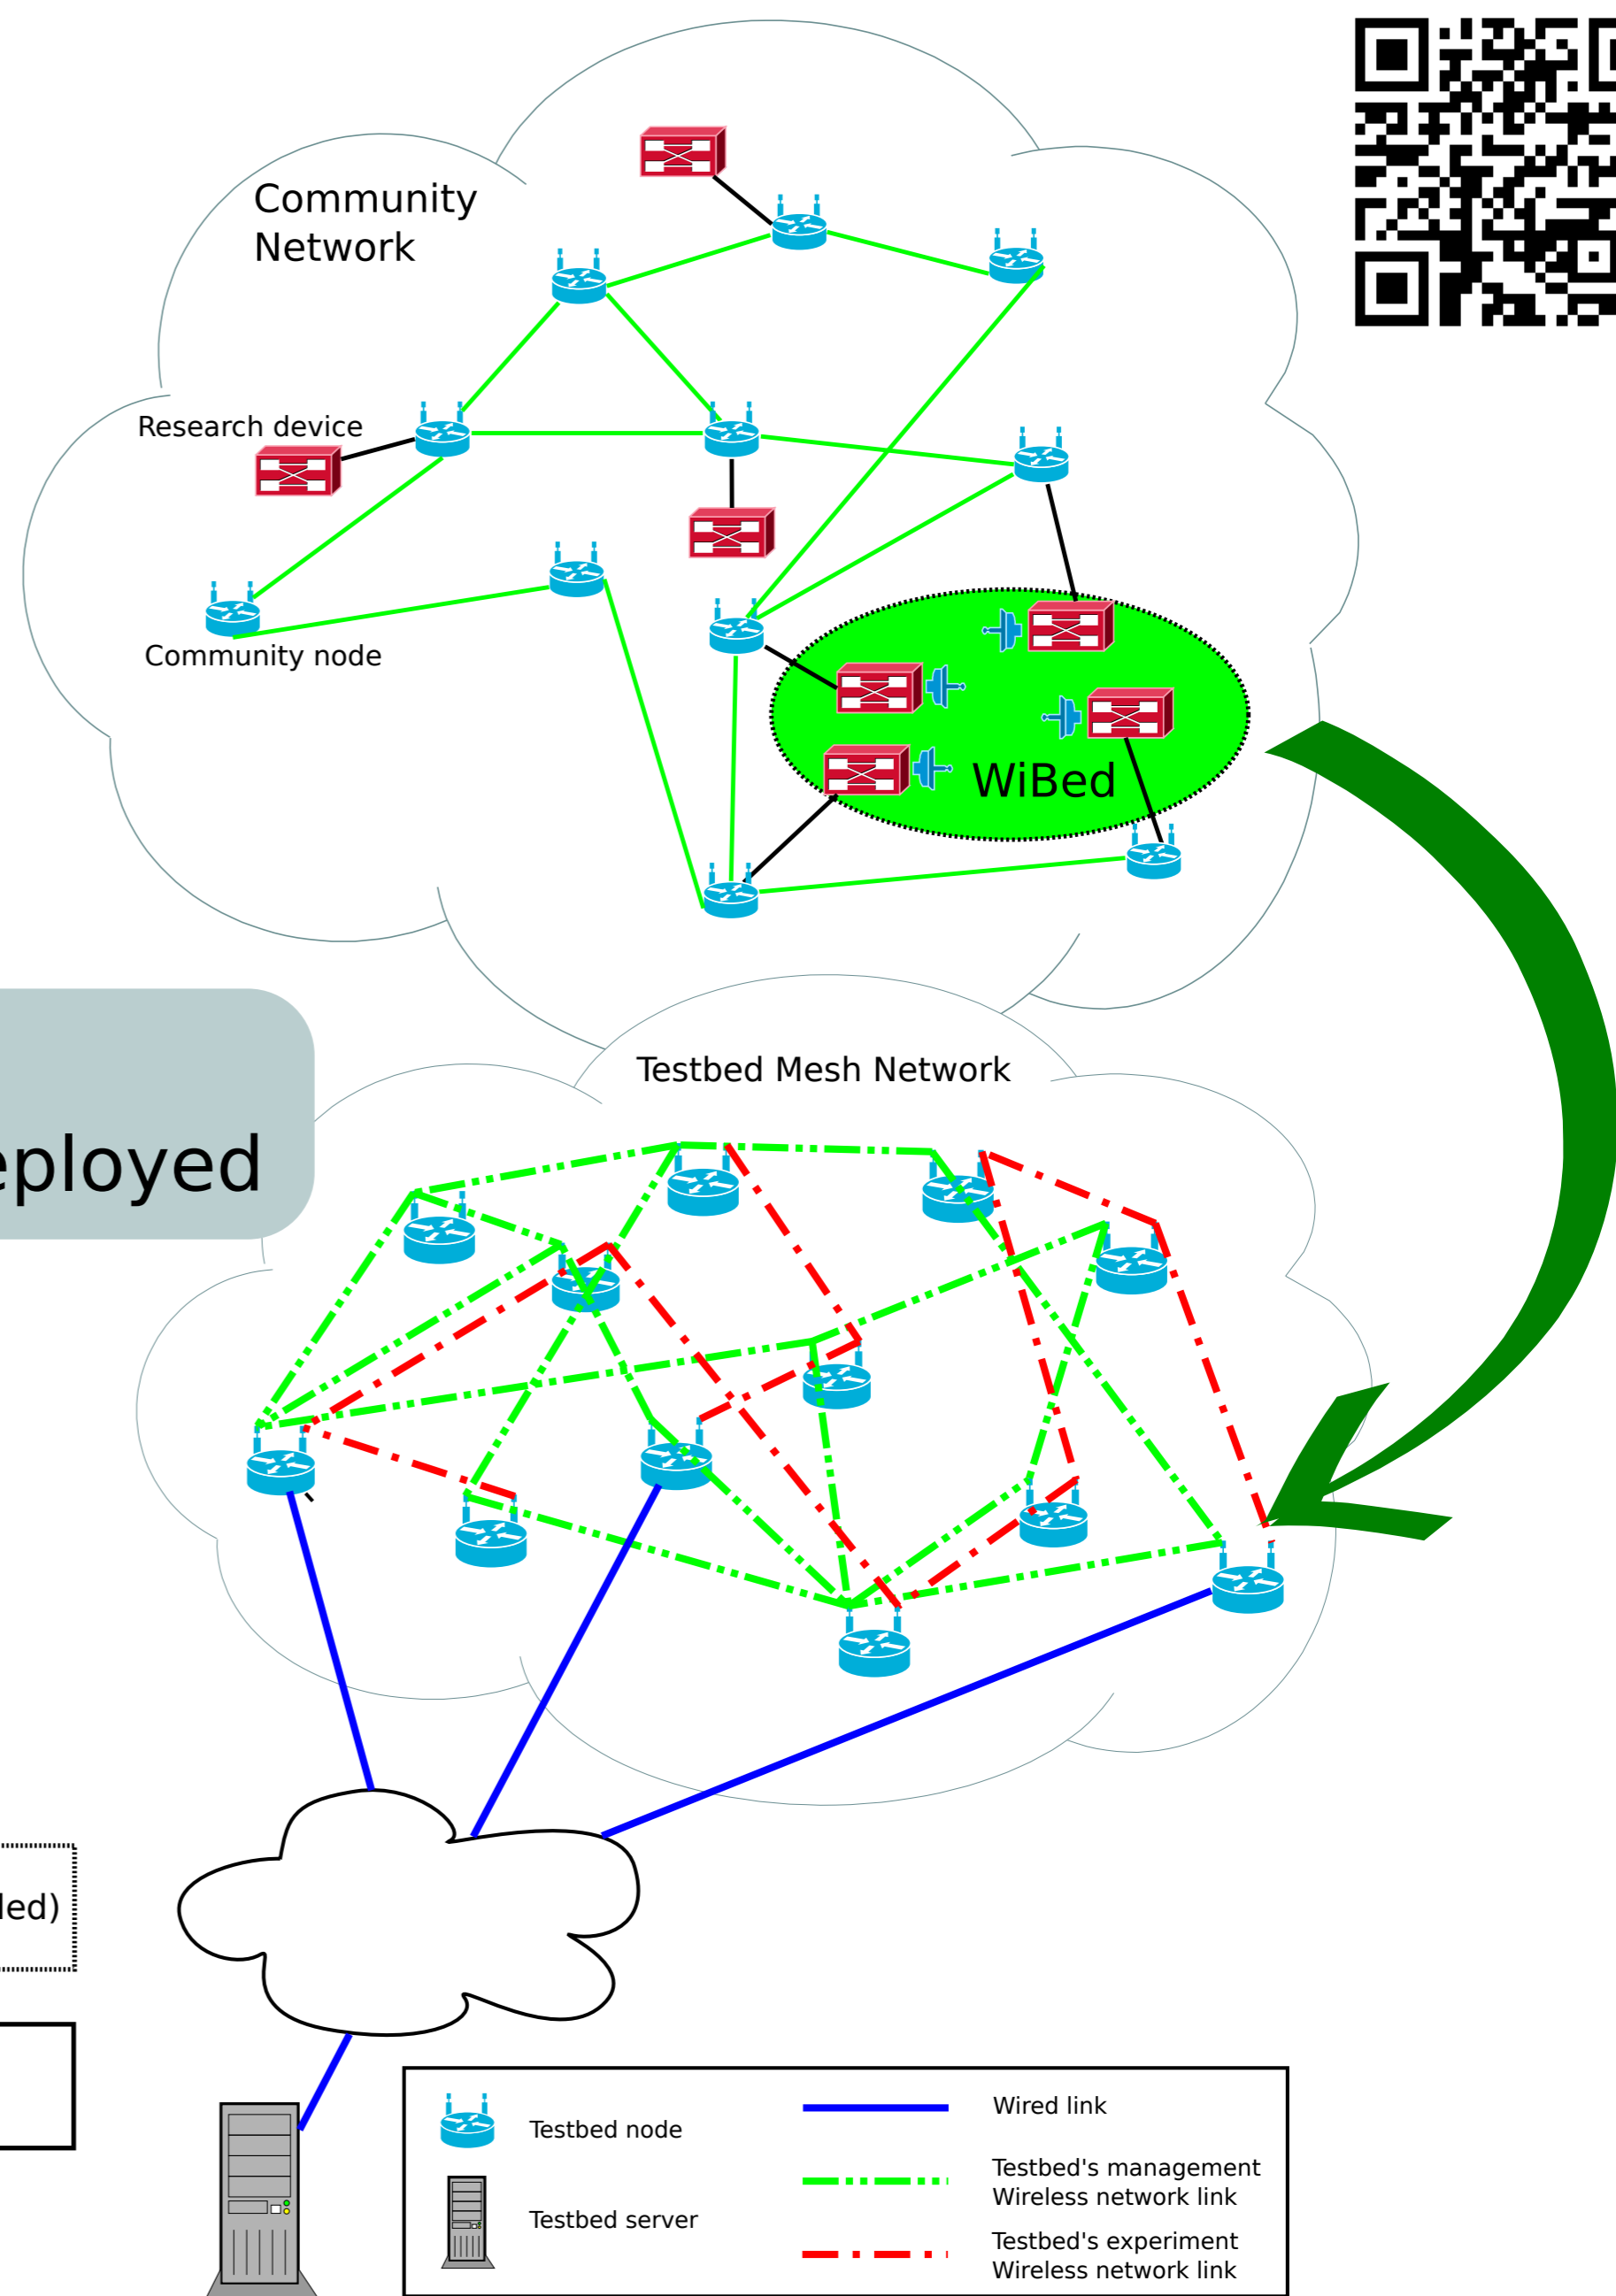 Community
Network
Research device
Community node
WiBed
Testbed Mesh Network
eployed
led)
Wired link
Testbed node
Testbed's management
Wireless network link
Testbed server
Testbed's experiment
Wireless network link